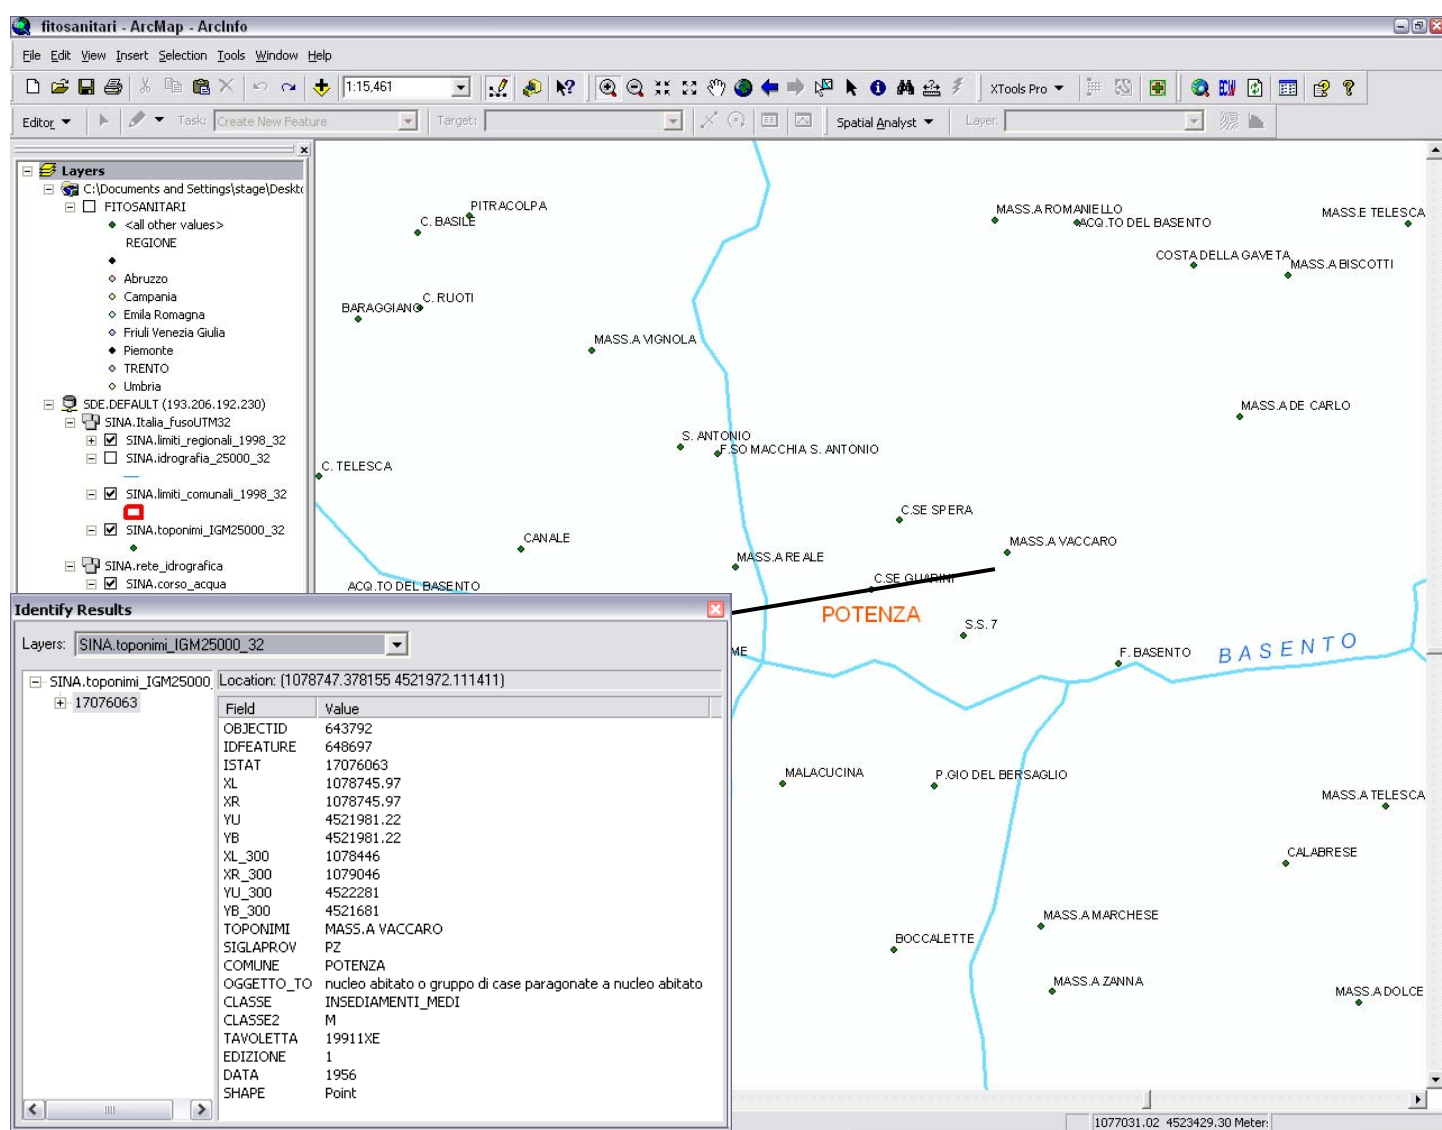 fitosanitari - ArcMap - ArcInfo
File Edit View Insert Selection Tools Window Help
1:15,461
XTools Pro
Editor
Task: Create New Feature
Target:
Spatial Analyst
Layer:
Layers
C:\Documents and Settings\stage\Deskto
FITOSANITARI
<all other values>
REGIONE
Abruzzo
Campania
Emila Romagna
Friuli Venezia Giulia
Piemonte
TRENTO
Umbria
SDE.DEFAULT (193.206.192.230)
SINA.Italia_fusoUTM32
SINA.limiti_regionali_1998_32
SINA.idrografia_25000_32
SINA.limiti_comunali_1998_32
SINA.toponimi_IGM25000_32
SINA.rete_idrografica
SINA.corso_acqua
PITRACOLPA
C. BASILE
MASS.A ROMANIELLO
ACQ.TO DEL BASENTO
MASS.E TELESCA
COSTA DELLA GAVETA
MASS.A BISCOTTI
C. RUOTI
BARAGGIANO
MASS.A VIGNOLA
MASS.A DE CARLO
S. ANTONIO
F.SO MACCHIA S. ANTONIO
C. TELESCA
C.SE SPERA
CANALE
MASS.A VACCARO
MASS.A REALE
C.SE GUARINI
ACQ.TO DEL BASENTO
POTENZA
S.S. 7
ME
F. BASENTO
BASENTO
MALACUCINA
P.GIO DEL BERSAGLIO
MASS.A TELESCA
CALABRESE
MASS.A MARCHESE
BOCCALETTE
MASS.A ZANNA
MASS.A DOLCE
Identify Results
Layers: SINA.toponimi_IGM25000_32
SINA.toponimi_IGM25000
17076063
Location: (1078747.378155 4521972.111411)
Field Value
OBJECTID 643792
IDFEATURE 648697
ISTAT 17076063
XL 1078745.97
XR 1078745.97
YU 4521981.22
YB 4521981.22
XL_300 1078446
XR_300 1079046
YU_300 4522281
YB_300 4521681
TOPONIMI MASS.A VACCARO
SIGLAPROV PZ
COMUNE POTENZA
OGGETTO_TO nucleo abitato o gruppo di case paragonate a nucleo abitato
CLASSE INSEDIAMENTI_MEDI
CLASSE2 M
TAVOLETTA 19911XE
EDIZIONE 1
DATA 1956
SHAPE Point
1077031.02 4523429.30 Meter: